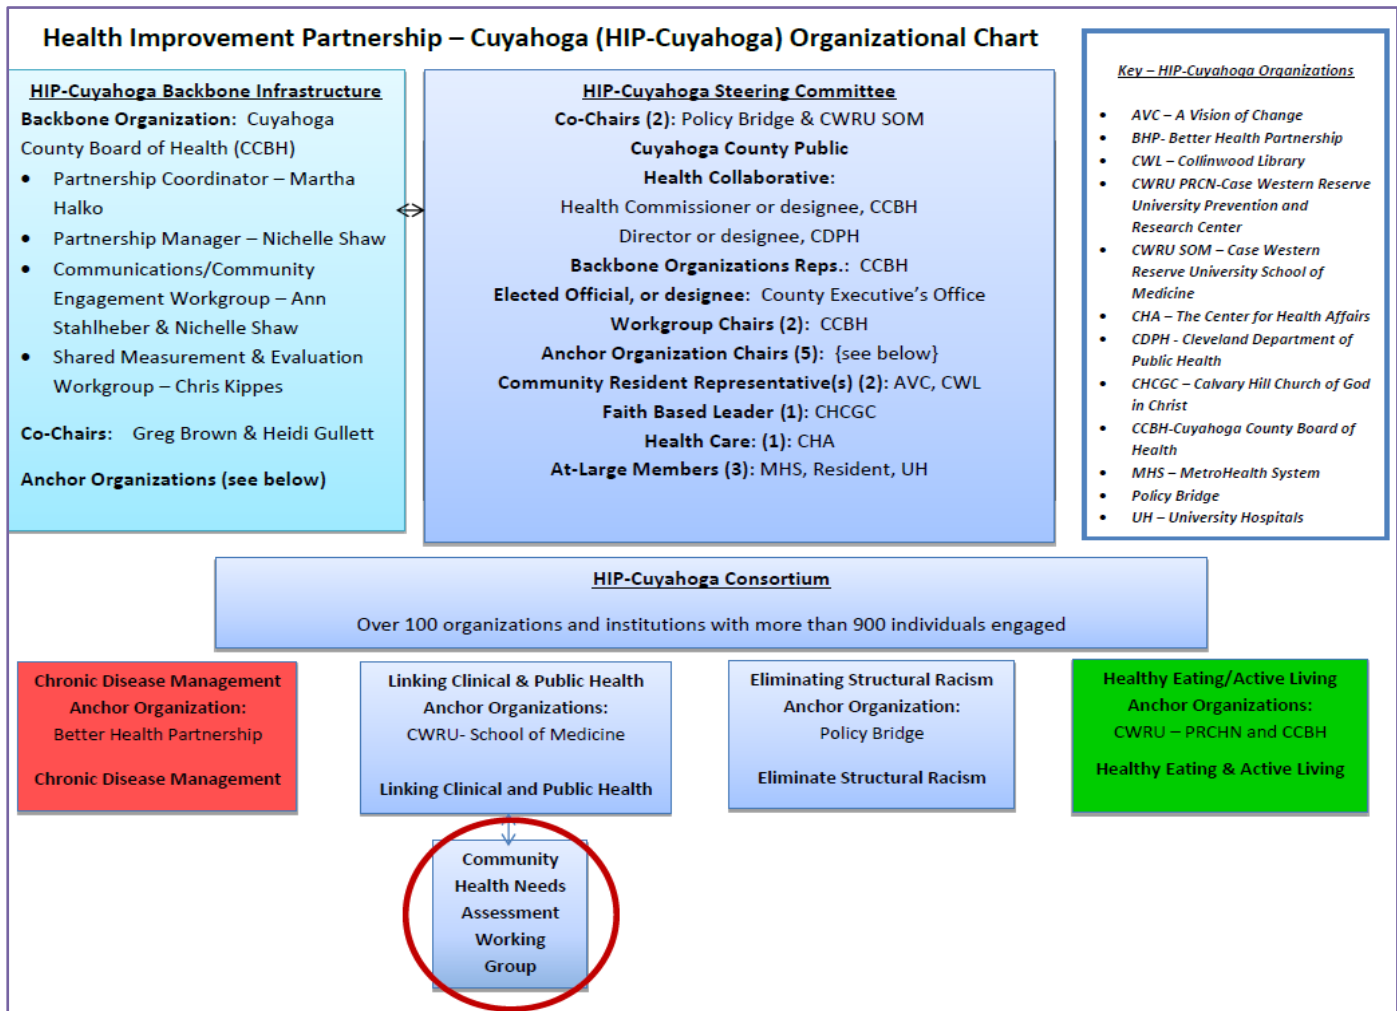 Health Improvement Partnership – Cuyahoga (HIP-Cuyahoga) Organizational Chart
HIP-Cuyahoga Backbone Infrastructure
Backbone Organization: Cuyahoga
County Board of Health (CCBH)
• Partnership Coordinator – Martha
Halko
• Partnership Manager – Nichelle Shaw
• Communications/Community
Engagement Workgroup – Ann
Stahlheber & Nichelle Shaw
• Shared Measurement & Evaluation
Workgroup – Chris Kippes
Co-Chairs: Greg Brown & Heidi Gullett
Anchor Organizations (see below)
HIP-Cuyahoga Steering Committee
Co-Chairs (2): Policy Bridge & CWRU SOM
Cuyahoga County Public
Health Collaborative:
Health Commissioner or designee, CCBH
Director or designee, CDPH
Backbone Organizations Reps.: CCBH
Elected Official, or designee: County Executive's Office
Workgroup Chairs (2): CCBH
Anchor Organization Chairs (5): {see below}
Community Resident Representative(s) (2): AVC, CWL
Faith Based Leader (1): CHCGC
Health Care: (1): CHA
At-Large Members (3): MHS, Resident, UH
Key – HIP-Cuyahoga Organizations
• AVC – A Vision of Change
• BHP- Better Health Partnership
• CWL – Collinwood Library
• CWRU PRCN-Case Western Reserve
University Prevention and
Research Center
• CWRU SOM – Case Western
Reserve University School of
Medicine
• CHA – The Center for Health Affairs
• CDPH - Cleveland Department of
Public Health
• CHCGC – Calvary Hill Church of God
in Christ
• CCBH-Cuyahoga County Board of
Health
• MHS – MetroHealth System
• Policy Bridge
• UH – University Hospitals
HIP-Cuyahoga Consortium
Over 100 organizations and institutions with more than 900 individuals engaged
Chronic Disease Management
Anchor Organization:
Better Health Partnership
Chronic Disease Management
Linking Clinical & Public Health
Anchor Organizations:
CWRU- School of Medicine
Linking Clinical and Public Health
Eliminating Structural Racism
Anchor Organization:
Policy Bridge
Eliminate Structural Racism
Healthy Eating/Active Living
Anchor Organizations:
CWRU – PRCHN and CCBH
Healthy Eating & Active Living
Community
Health Needs
Assessment
Working
Group